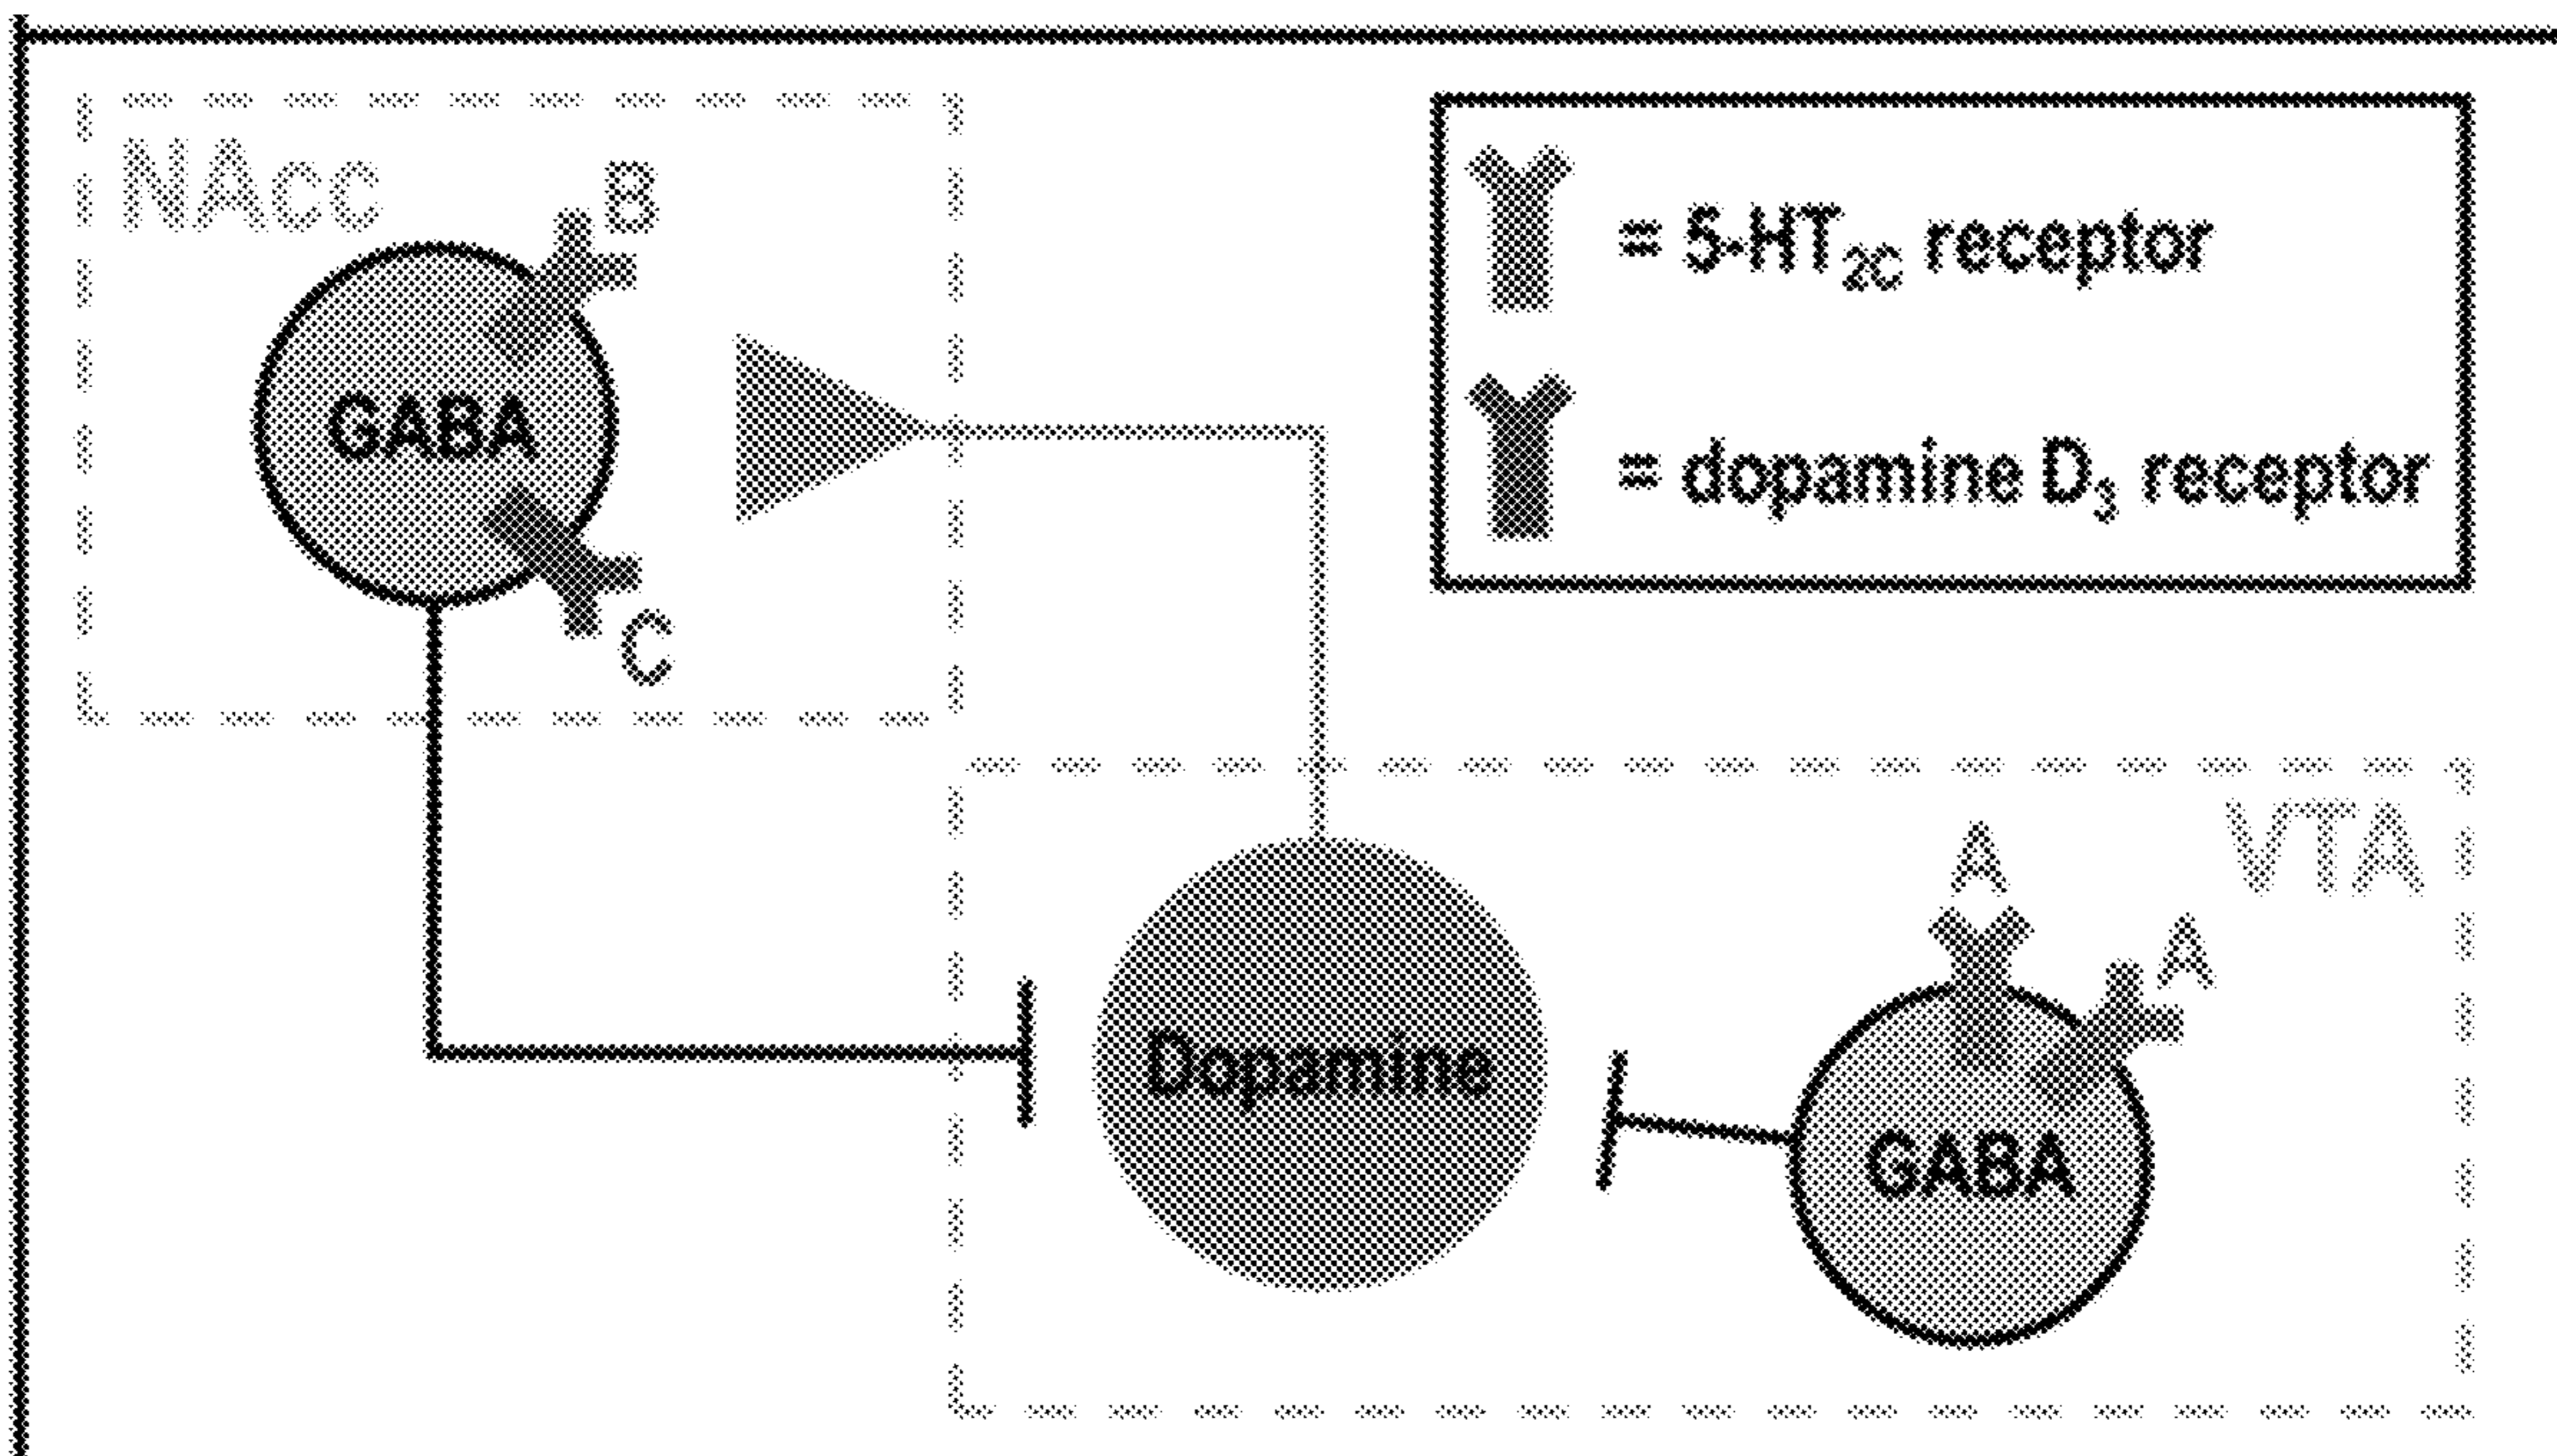 NAcc
B
GABA
C
= 5-HT2C receptor
= dopamine D3 receptor
VTA
A
A
Dopamine
GABA